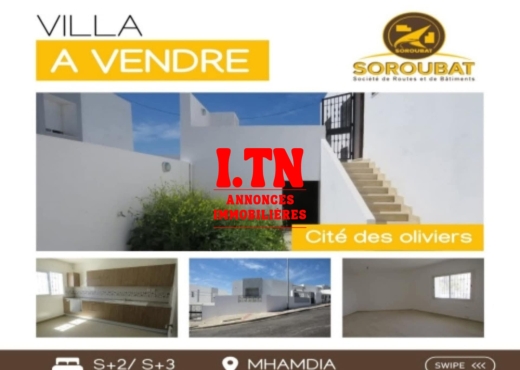 VILLA
A VENDRE
SOROUBAT
SOROUBAT
Société de Routes et de Bâtiments
I.TN
ANNONCES
IMMOBILIÈRES
Cité des oliviers
S+2/ S+3
MHAMDIA
SWIPE <<<